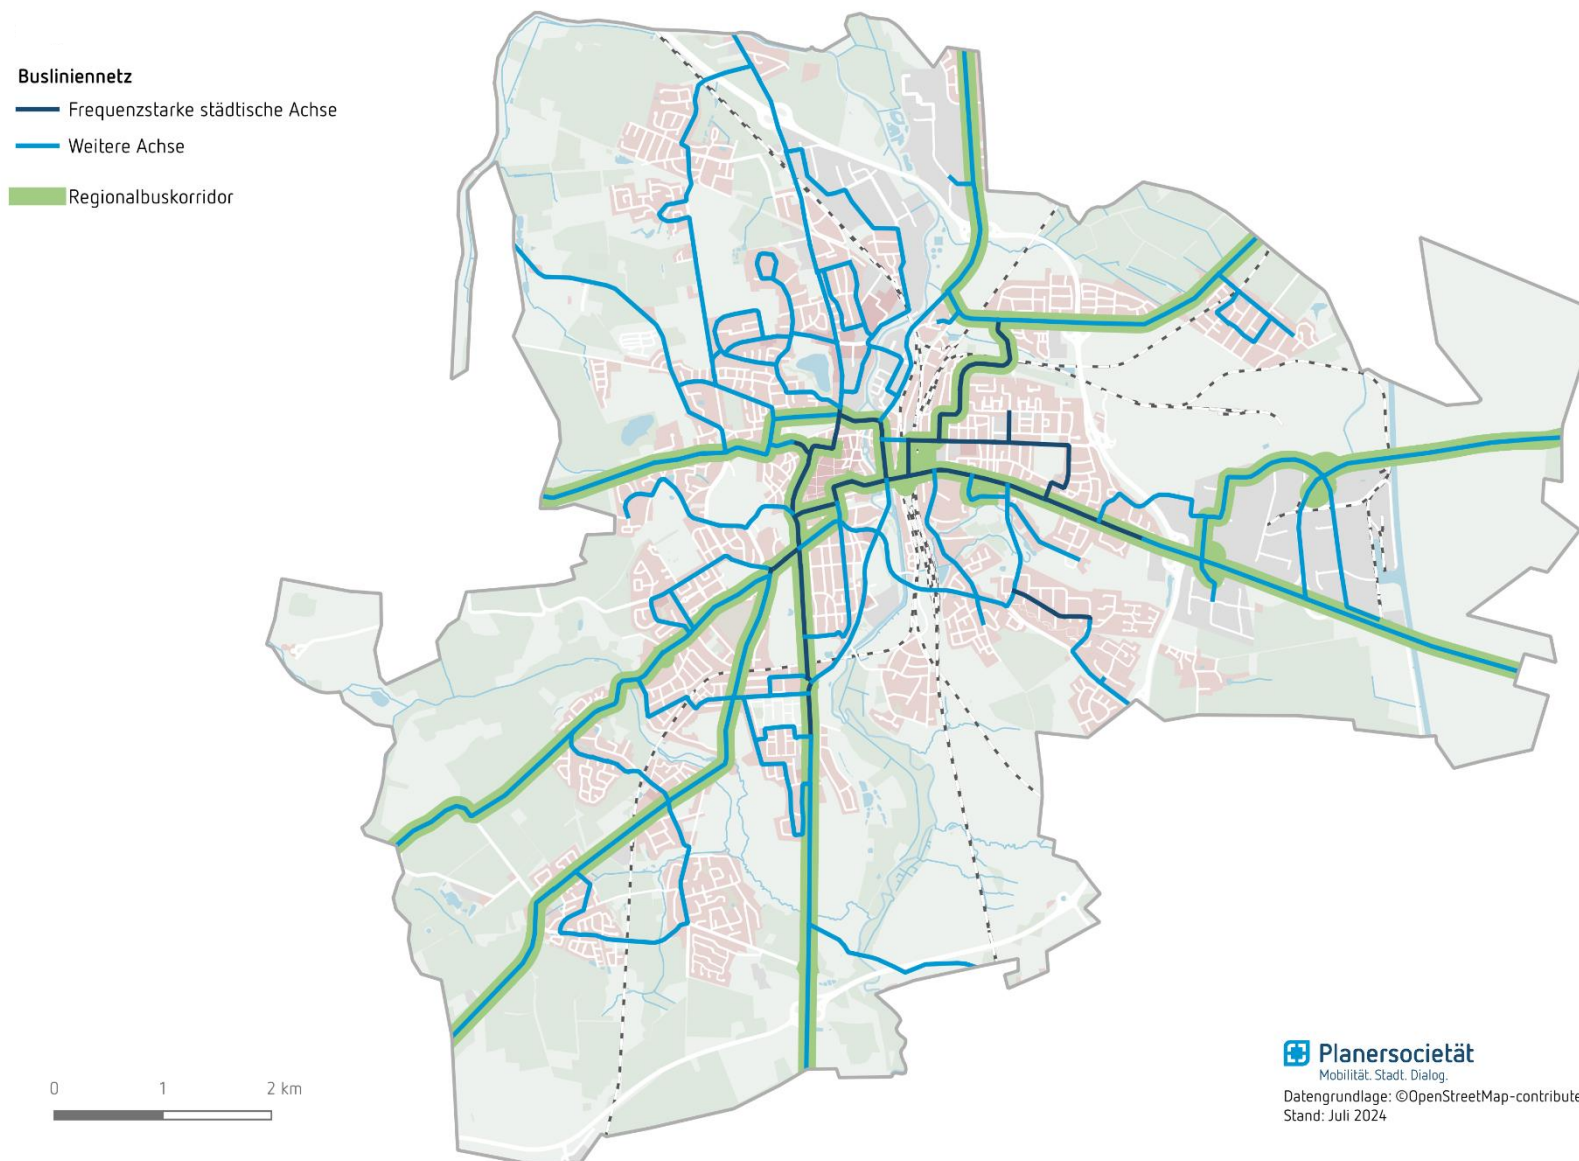 Busliniennetz
Frequenzstarke städtische Achse
Weitere Achse
Regionalbuskorridor
0 1 2 km
Planersocietät
Mobilität. Stadt. Dialog.
Datengrundlage: ©OpenStreetMap-contribute
Stand: Juli 2024